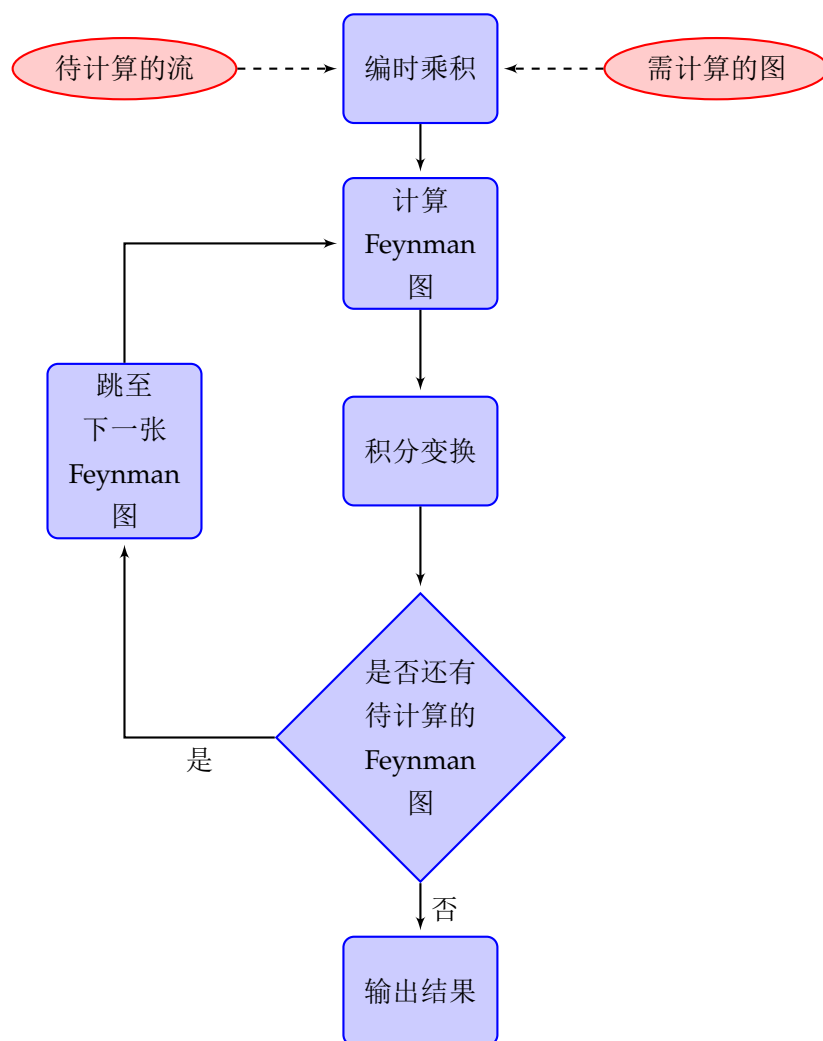 待计算的流
编时乘积
需计算的图
计算
Feynman
图
跳至
下一张
Feynman
图
积分变换
是否还有
待计算的
Feynman
图
是
否
输出结果